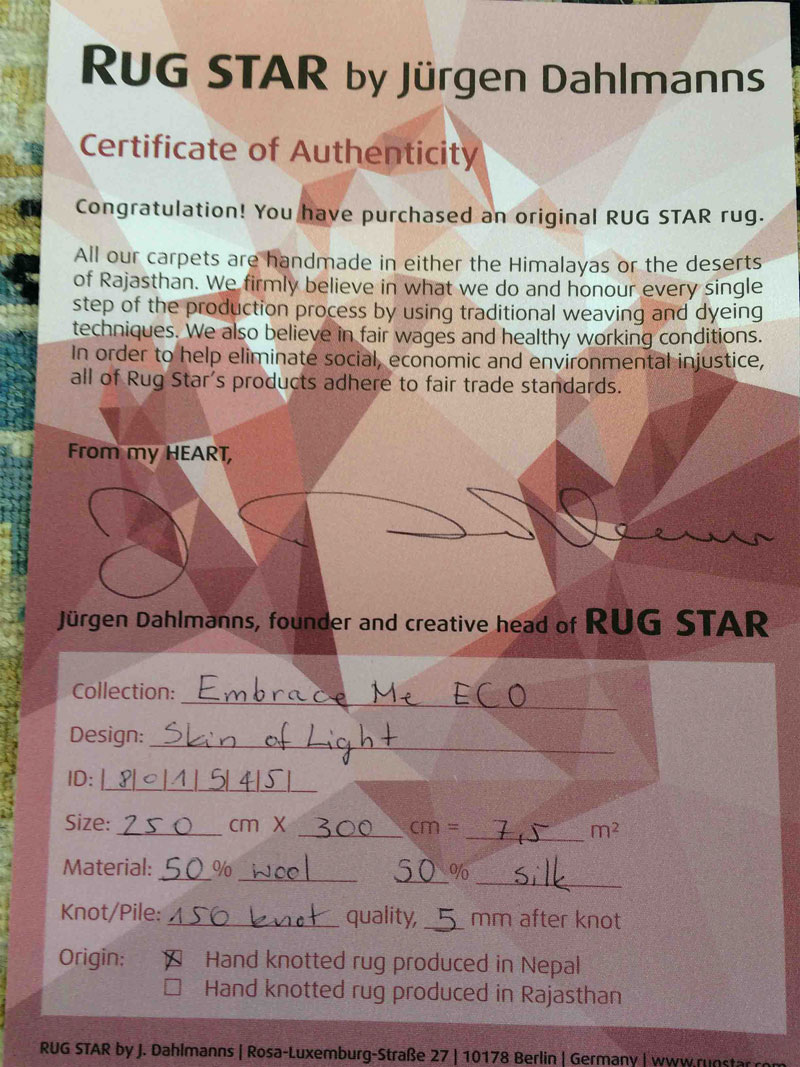 RUG STAR by Jürgen Dahlmanns
Certificate of Authenticity
Congratulation! You have purchased an original RUG STAR rug.
All our carpets are handmade in either the Himalayas or the deserts
of Rajasthan. We firmly believe in what we do and honour every single
step of the production process by using traditional weaving and dyeing
techniques. We also believe in fair wages and healthy working conditions.
In order to help eliminate social, economic and environmental injustice,
all of Rug Star's products adhere to fair trade standards.
From my HEART,
Jürgen Dahlmanns, founder and creative head of RUG STAR
Collection: Embrace Me ECO
Design: Skin of Light
ID: |8|0|1|5|4|5|
Size: 250 cm X 300 cm = 7,5 m²
Material: 50 % wool 50 % silk
Knot/Pile: 150 knot quality, 5 mm after knot
Origin: ☒ Hand knotted rug produced in Nepal
☐ Hand knotted rug produced in Rajasthan
RUG STAR by J. Dahlmanns | Rosa-Luxemburg-Straße 27 | 10178 Berlin | Germany | www.rugstar.com